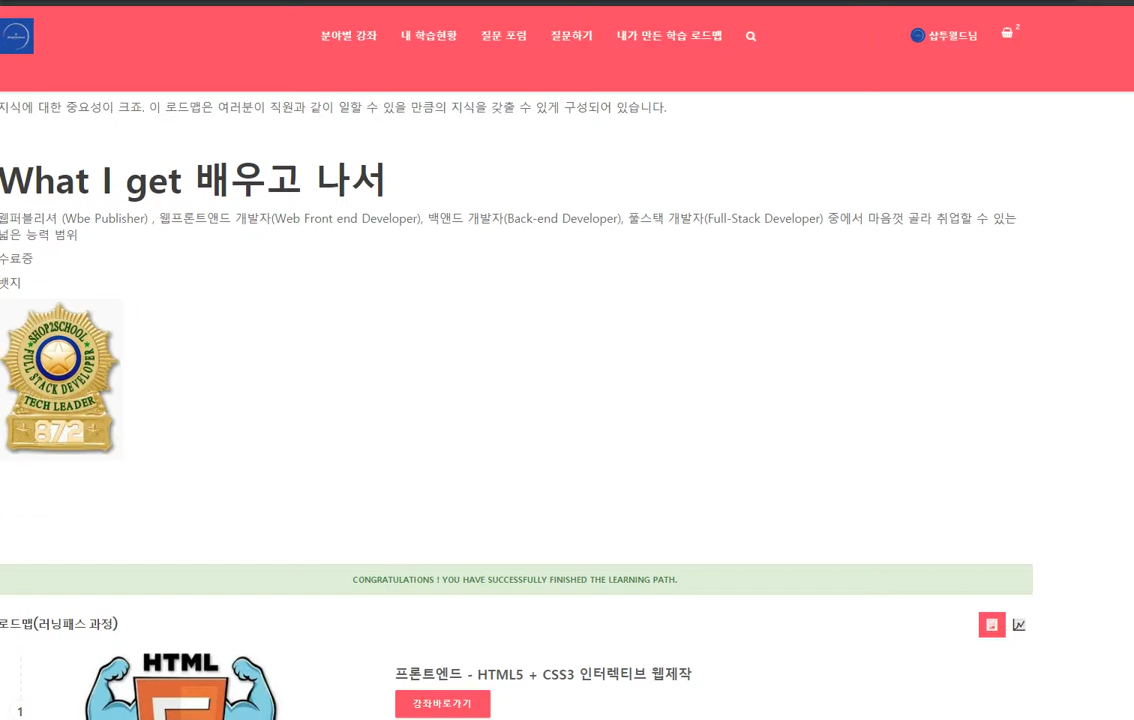 분야별 강좌 내 학습현황 질문 포럼 질문하기 내가 만든 학습 로드맵 샵투월드님 2
지식에 대한 중요성이 크죠. 이 로드맵은 여러분이 직원과 같이 일할 수 있을 만큼의 지식을 갖출 수 있게 구성되어 있습니다.
What I get 배우고 나서
웹퍼블리셔 (Wbe Publisher) , 웹프론트앤드 개발자(Web Front end Developer), 백앤드 개발자(Back-end Developer), 풀스택 개발자(Full-Stack Developer) 중에서 마음껏 골라 취업할 수 있는
넓은 능력 범위
수료증
뱃지
SHOP2SCHOOL
FULL STACK DEVELOPER
TECH LEADER
872
CONGRATULATIONS ! YOU HAVE SUCCESSFULLY FINISHED THE LEARNING PATH.
로드맵(러닝패스 과정)
HTML
프론트엔드 - HTML5 + CSS3 인터렉티브 웹제작
강좌바로가기
1